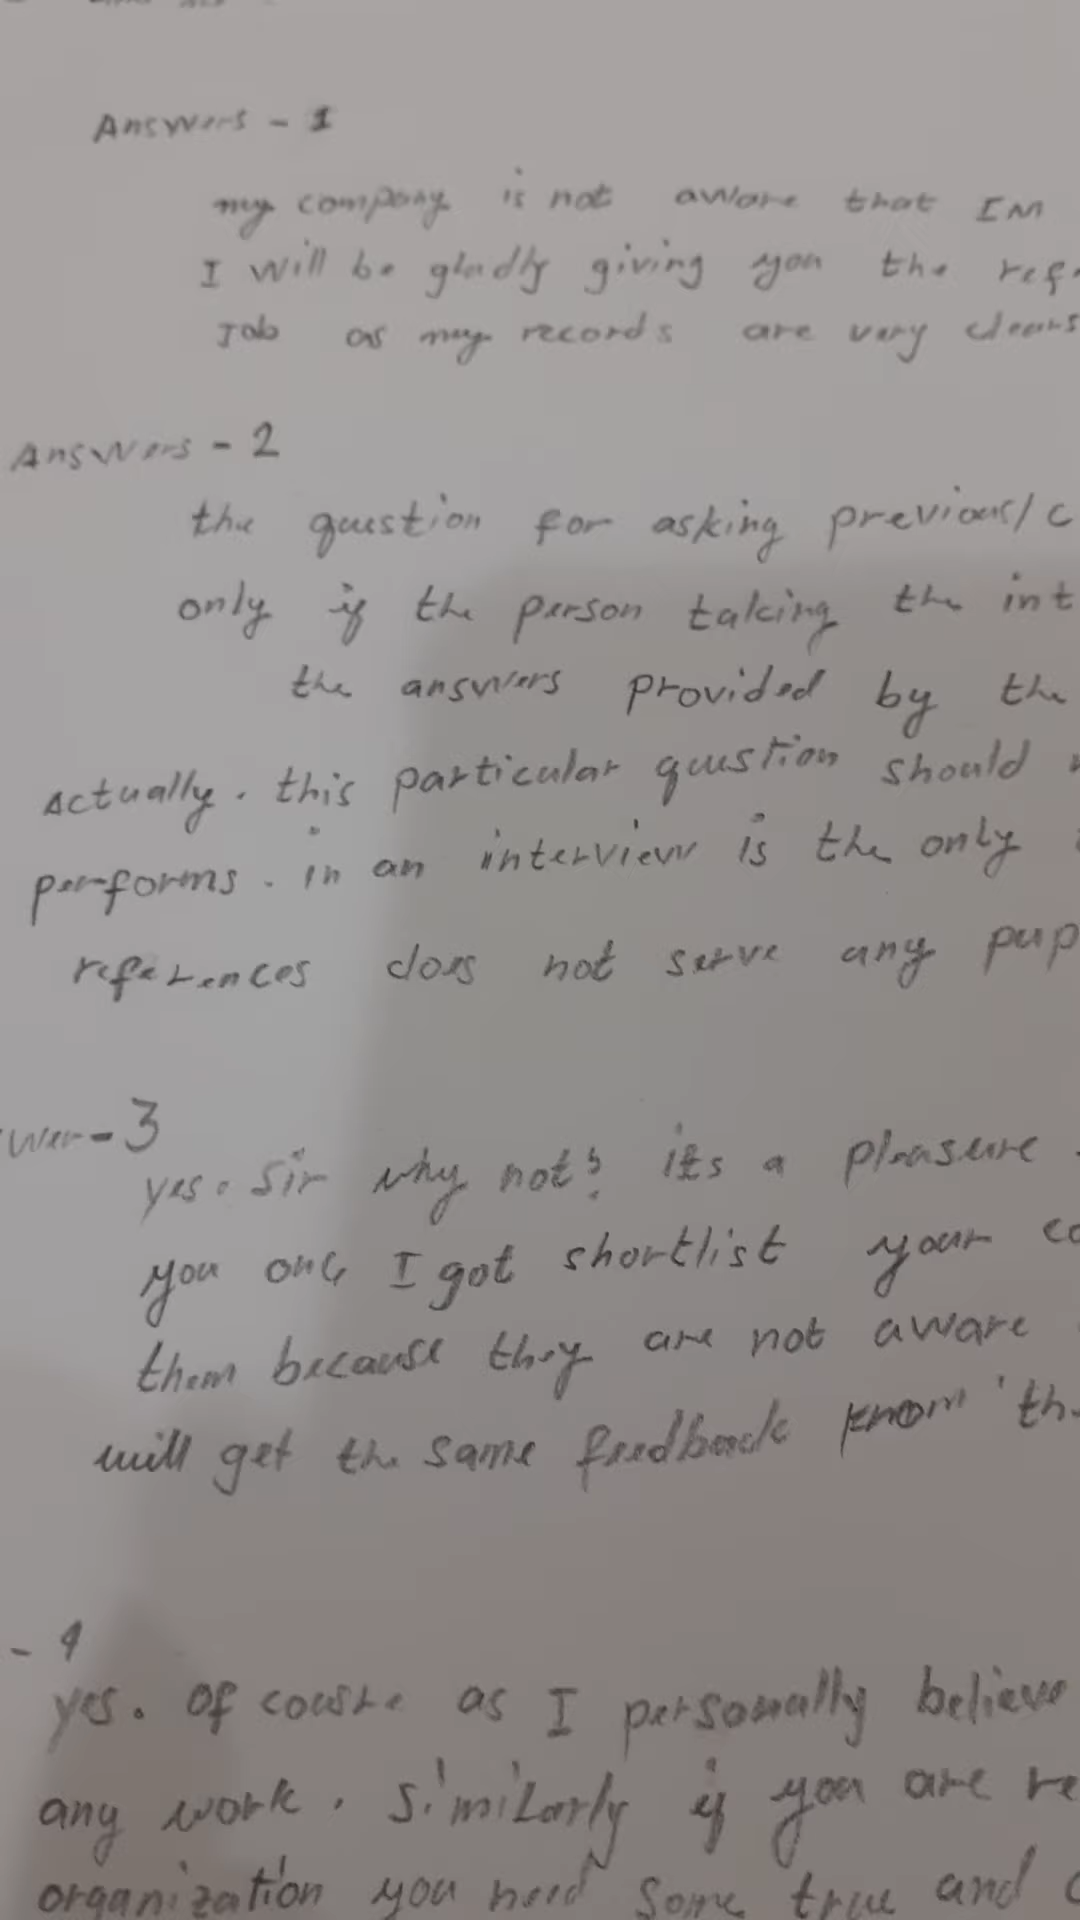 Answers - 1
my company is not aware that IM
I will be gladly giving you the
Job as my records are very
Answers - 2
the question for asking previous/
only if the person taking the
the answers provided by the
Actually. this particular question should
performs. in an interview is the only
references does not serve any
- 3
yes. Sir why not? its a pleasure
you once I got shortlist your
them because they are not aware
will get the same feedback
- 4
yes. Of course as I personally believe
any work. Similarly if you are
organization you need some true and